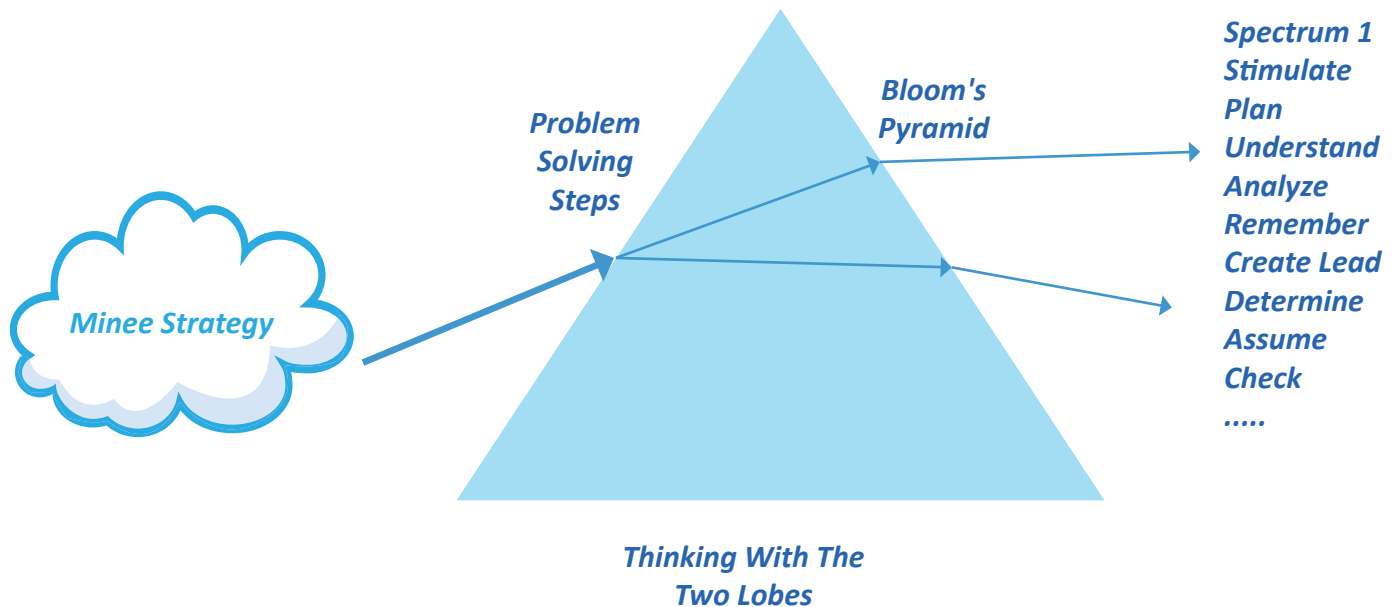 Minee Strategy
Problem
Solving
Steps
Bloom's
Pyramid
Spectrum 1
Stimulate
Plan
Understand
Analyze
Remember
Create Lead
Determine
Assume
Check
.....
Thinking With The
Two Lobes